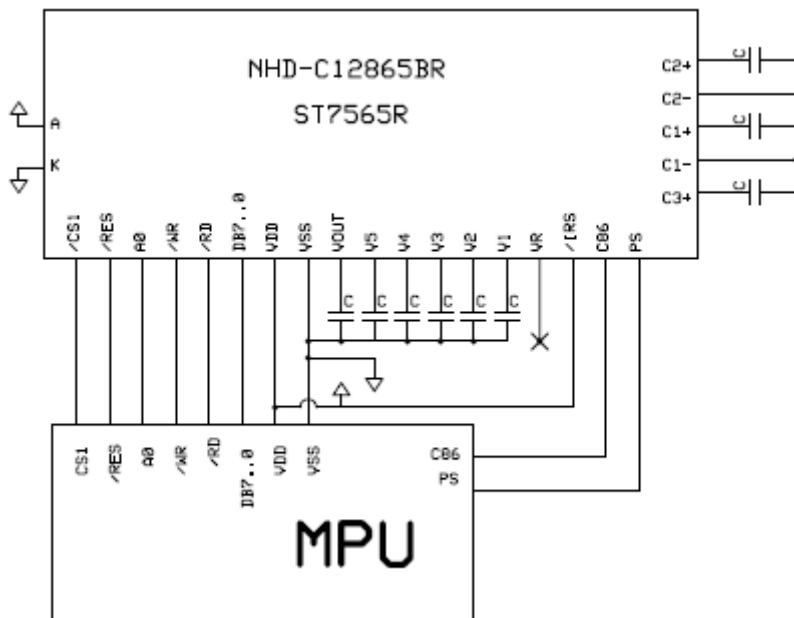 NHD-C12865BR
ST7565R
A
K
C2+
C2-
C1+
C1-
C3+
C
C
C
/CS1
/RES
A0
/WR
/RD
DB7..0
VDD
VSS
VOUT
V5
V4
V3
V2
V1
VR
/IRS
C86
PS
C
C
C
C
C
C
CS1
/RES
A0
/WR
/RD
DB7..0
VDD
VSS
C86
PS
MPU